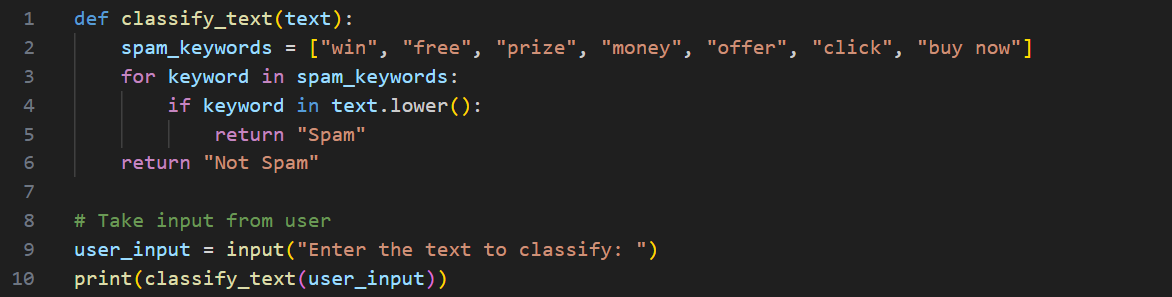 1 def classify_text(text):
2     spam_keywords = ["win", "free", "prize", "money", "offer", "click", "buy now"]
3     for keyword in spam_keywords:
4         if keyword in text.lower():
5             return "Spam"
6     return "Not Spam"
7
8 # Take input from user
9 user_input = input("Enter the text to classify: ")
10 print(classify_text(user_input))